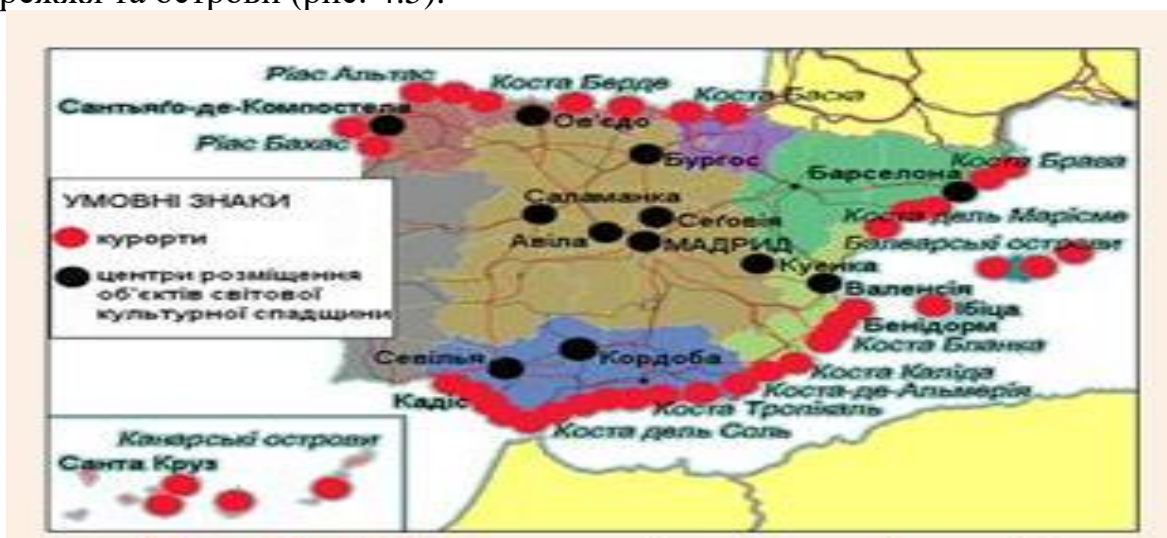 режжя та острови (рис. 4.5).
Ріас Альтас
Коста Берде
Коста Баска
Сантьяго-де-Компостела
Ов'єдо
Ріас Бахас
Бургос
Коста Брава
Барселона
УМОВНІ ЗНАКИ
курорти
центри розміщення
об'єктів світової
культурної спадщини
Саламанка
Сеговія
Коста дель Марісме
Авіла
МАДРИД
Балеарські острови
Куенка
Валенсія
Ібіца
Бенідорм
Коста Бланка
Севілья
Кордоба
Коста Каліда
Кадіс
Коста-де-Альмерія
Коста Тропікаль
Коста дель Соль
Канарські острови
Санта Круз